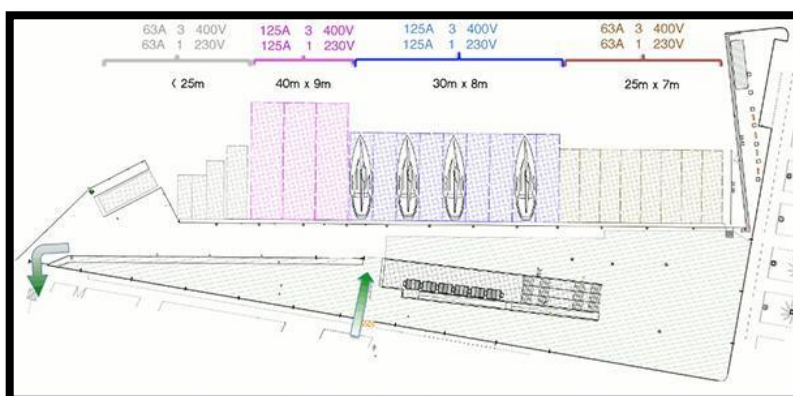 63A 3 400V
63A 1 230V
125A 3 400V
125A 1 230V
125A 3 400V
125A 1 230V
63A 3 400V
63A 1 230V
< 25m
40m x 9m
30m x 8m
25m x 7m